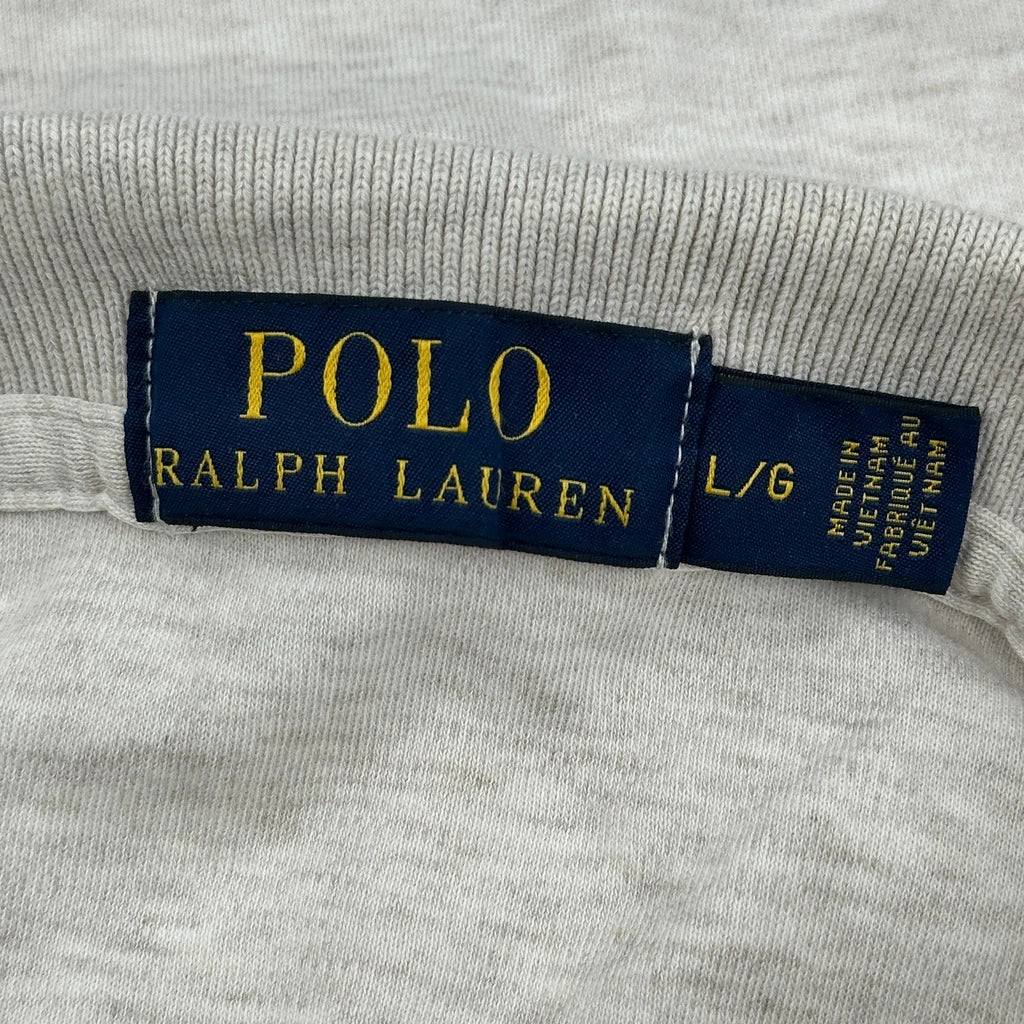 POLO
RALPH LAUREN
L/G
MADE IN
VIETNAM
FABRIQUÉ AU
VIÊT NAM